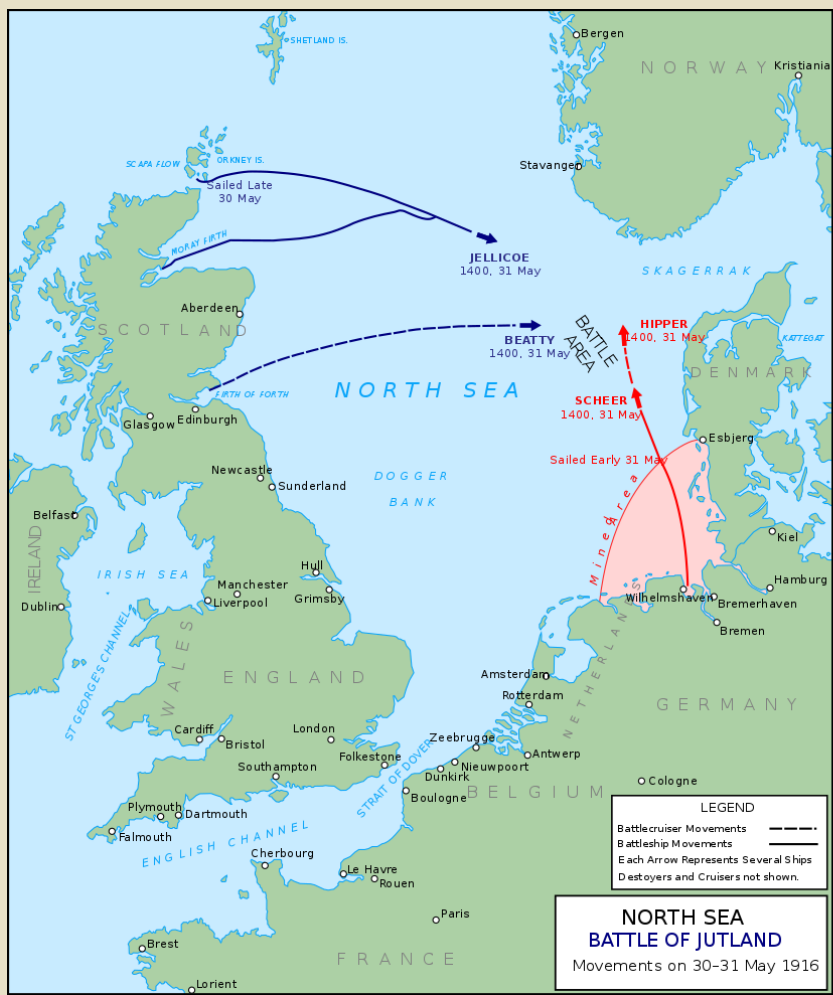 SHETLAND IS.
Bergen
NORWAY
Kristiania
SCAPA FLOW
ORKNEY IS.
Stavanger
Sailed Late
30 May
MORAY FIRTH
JELLICOE
1400, 31 May
SKAGERRAK
Aberdeen
SCOTLAND
BATTLE
AREA
HIPPER
1400, 31 May
BEATTY
1400, 31 May
KATTEGAT
DENMARK
NORTH SEA
FIRTH OF FORTH
SCHEER
1400, 31 May
Glasgow
Edinburgh
Esbjerg
Sailed Early 31 May
Newcastle
Sunderland
DOGGER
BANK
Mined Area
Belfast
IRELAND
Kiel
IRISH SEA
Hull
Manchester
Liverpool
Grimsby
Hamburg
Wilhelmshaven
Bremerhaven
Dublin
Bremen
ST GEORGE'S CHANNEL
WALES
ENGLAND
Amsterdam
NETHERLANDS
Rotterdam
GERMANY
Cardiff
Bristol
London
Zeebrugge
Folkestone
Antwerp
Southampton
STRAIT OF DOVER
Nieuwpoort
Dunkirk
Cologne
Boulogne
BELGIUM
Plymouth
Dartmouth
Falmouth
ENGLISH CHANNEL
Cherbourg
Le Havre
Rouen
Paris
Brest
FRANCE
Lorient
LEGEND
Battlecruiser Movements
Battleship Movements
Each Arrow Represents Several Ships
Destoyers and Cruisers not shown.
NORTH SEA
BATTLE OF JUTLAND
Movements on 30–31 May 1916